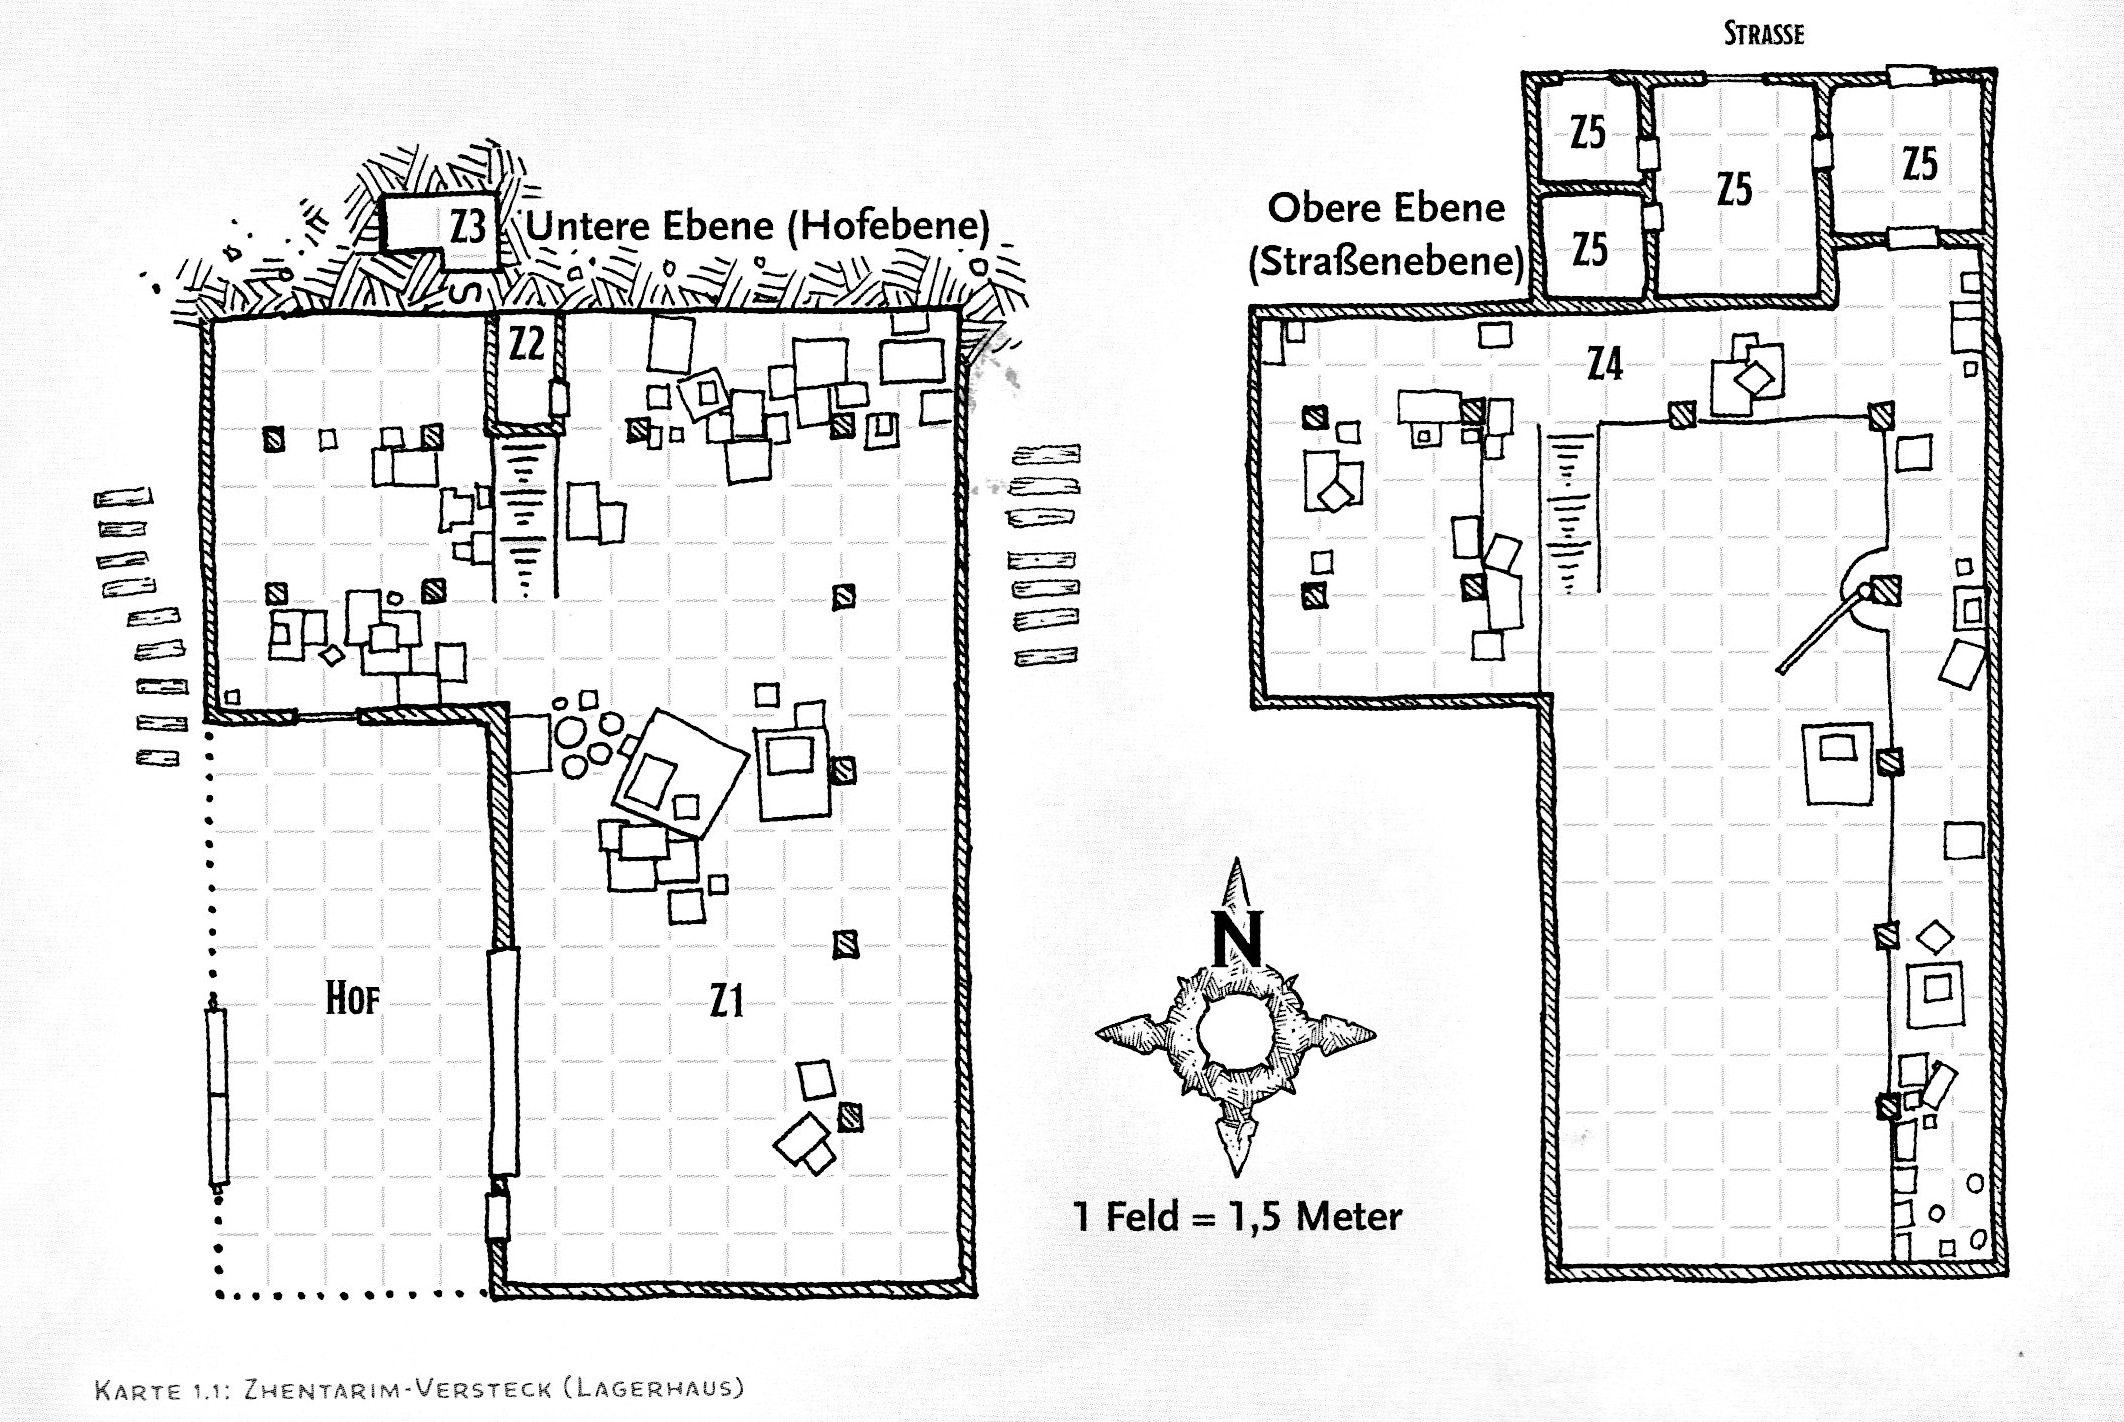 STRASSE
Z5
Z5
Z5
Z5
Obere Ebene
(Straßenebene)
Z4
Z3
Untere Ebene (Hofebene)
S
Z2
Hof
Z1
N
1 Feld = 1,5 Meter
Karte 1.1: Zhentarim-Versteck (Lagerhaus)